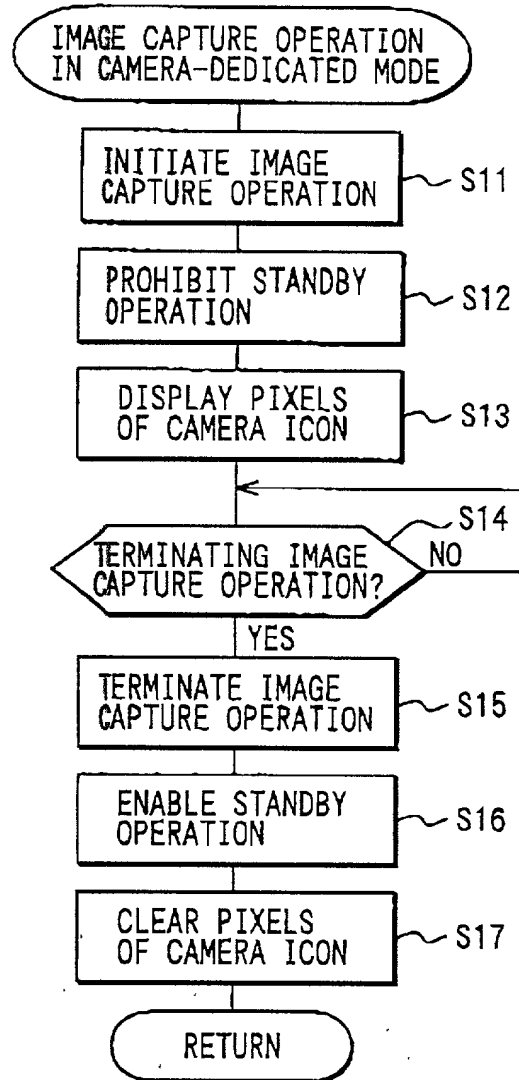 IMAGE CAPTURE OPERATION
IN CAMERA-DEDICATED MODE
INITIATE IMAGE
CAPTURE OPERATION
S11
PROHIBIT STANDBY
OPERATION
S12
DISPLAY PIXELS
OF CAMERA ICON
S13
S14
TERMINATING IMAGE
CAPTURE OPERATION?
NO
YES
TERMINATE IMAGE
CAPTURE OPERATION
S15
ENABLE STANDBY
OPERATION
S16
CLEAR PIXELS
OF CAMERA ICON
S17
RETURN